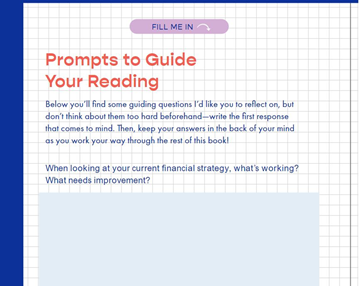 FILL ME IN
Prompts to Guide
Your Reading
Below you'll find some guiding questions I'd like you to reflect on, but
don't think about them too hard beforehand—write the first response
that comes to mind. Then, keep your answers in the back of your mind
as you work your way through the rest of this book!
When looking at your current financial strategy, what's working?
What needs improvement?